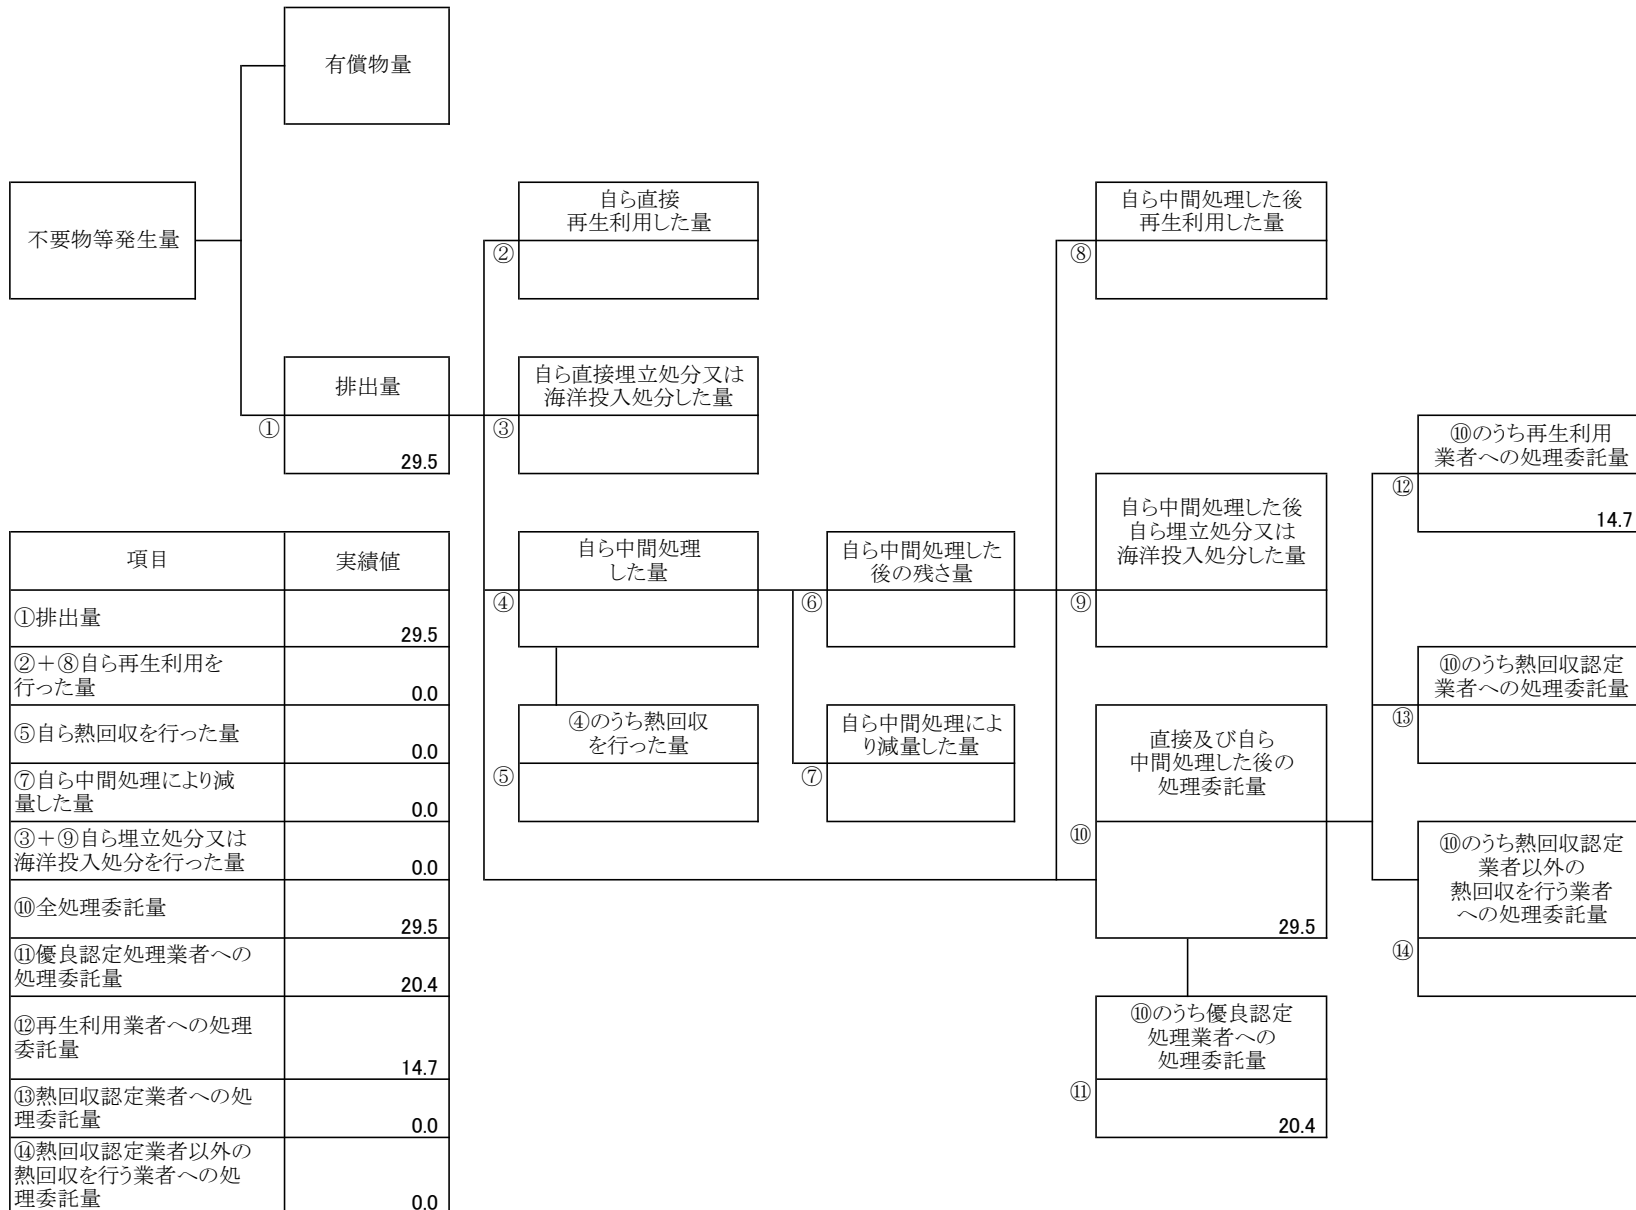 有償物量
不要物等発生量
自ら直接
再生利用した量
②
自ら中間処理した後
再生利用した量
⑧
排出量
①
29.5
自ら直接埋立処分又は
海洋投入処分した量
③
⑩のうち再生利用
業者への処理委託量
⑫
14.7
自ら中間処理
した量
④
自ら中間処理した
後の残さ量
⑥
自ら中間処理した後
自ら埋立処分又は
海洋投入処分した量
⑨
⑩のうち熱回収認定
業者への処理委託量
⑬
④のうち熱回収
を行った量
⑤
自ら中間処理によ
り減量した量
⑦
直接及び自ら
中間処理した後の
処理委託量
⑩
29.5
⑩のうち熱回収認定
業者以外の
熱回収を行う業者
への処理委託量
⑭
⑩のうち優良認定
処理業者への
処理委託量
⑪
20.4
項目 実績値
①排出量
29.5
②＋⑧自ら再生利用を
行った量
0.0
⑤自ら熱回収を行った量
0.0
⑦自ら中間処理により減
量した量
0.0
③＋⑨自ら埋立処分又は
海洋投入処分を行った量
0.0
⑩全処理委託量
29.5
⑪優良認定処理業者への
処理委託量
20.4
⑫再生利用業者への処理
委託量
14.7
⑬熱回収認定業者への処
理委託量
0.0
⑭熱回収認定業者以外の
熱回収を行う業者への処
理委託量
0.0